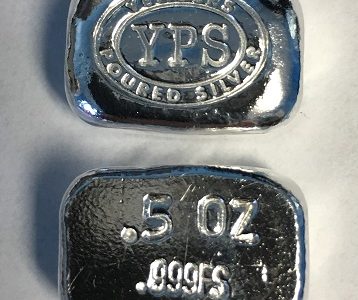 YPS
POURED SILVER
.5 OZ
.999FS